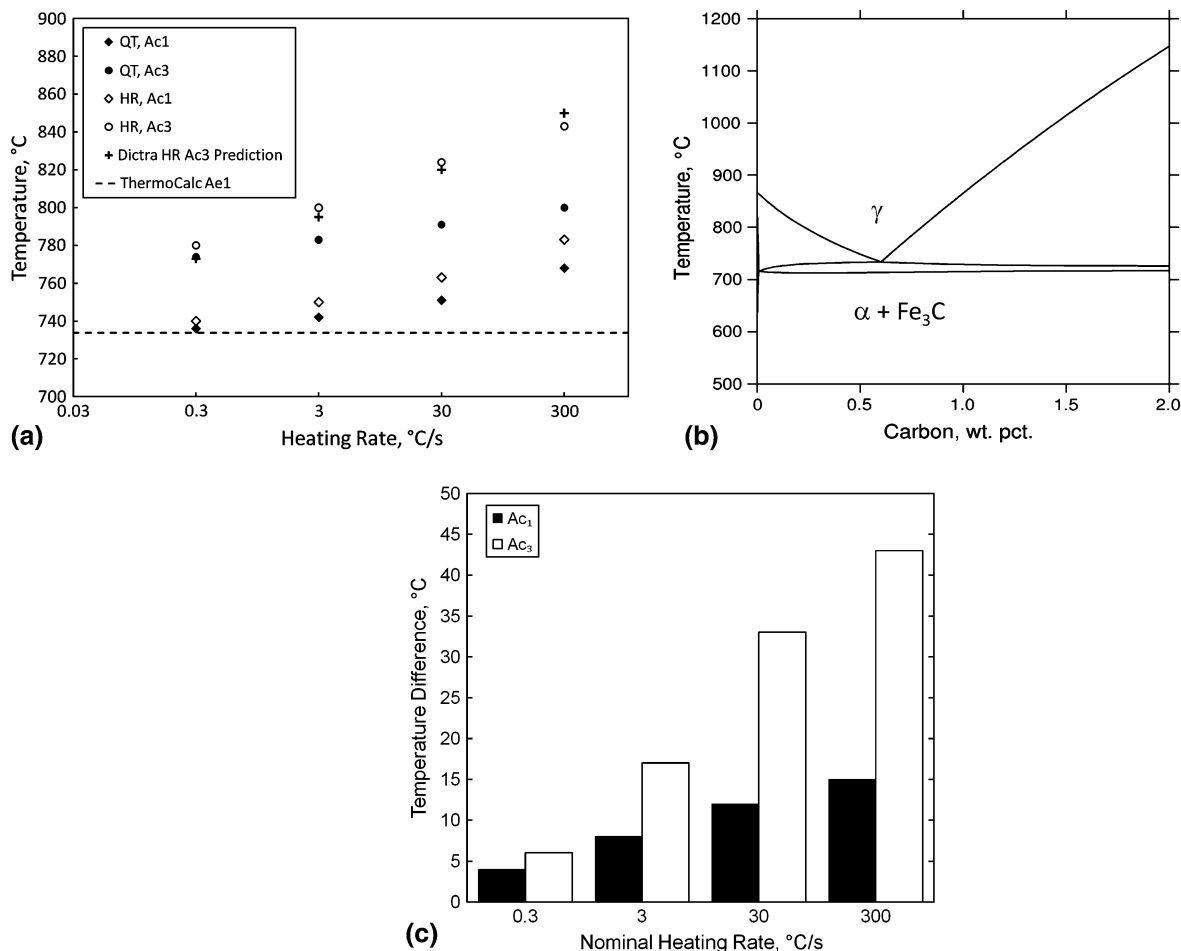 900
880
860
840
820
800
780
760
740
720
700
Temperature, °C
QT, Ac1
QT, Ac3
HR, Ac1
HR, Ac3
Dictra HR Ac3 Prediction
ThermoCalc Ae1
0.03 0.3 3 30 300
Heating Rate, °C/s
(a)
1200
1100
1000
900
800
700
600
500
Temperature, °C
γ
α + Fe₃C
0 0.5 1.0 1.5 2.0
Carbon, wt. pct.
(b)
50
45
40
35
30
25
20
15
10
5
0
Temperature Difference, °C
Ac₁
Ac₃
0.3 3 30 300
Nominal Heating Rate, °C/s
(c)